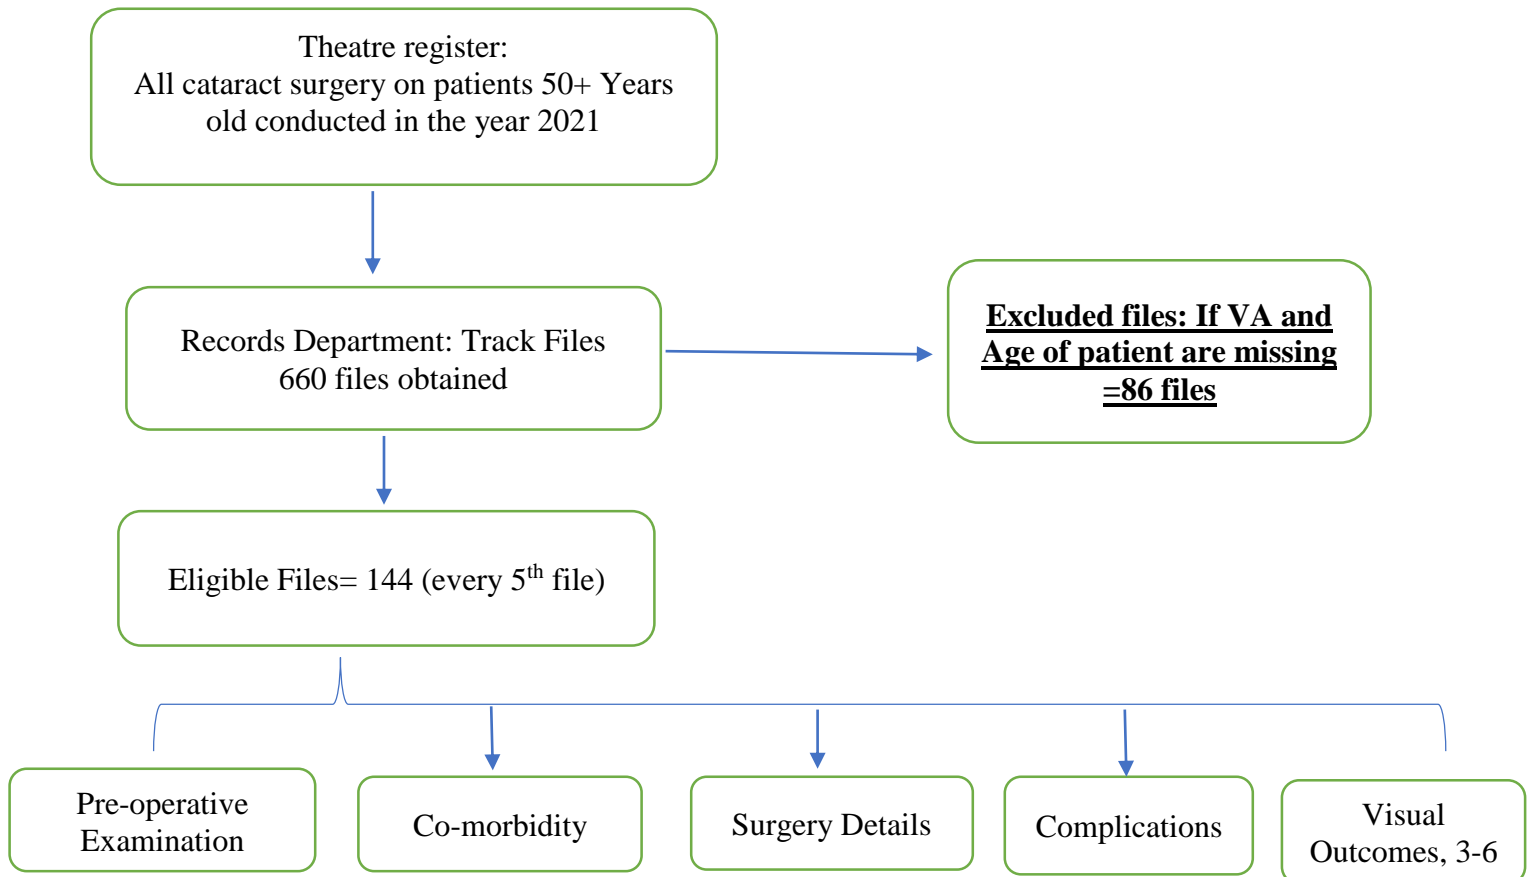 Theatre register:
All cataract surgery on patients 50+ Years
old conducted in the year 2021
Records Department: Track Files
660 files obtained
Excluded files: If VA and
Age of patient are missing
=86 files
Eligible Files= 144 (every 5th file)
Pre-operative
Examination
Co-morbidity
Surgery Details
Complications
Visual
Outcomes, 3-6